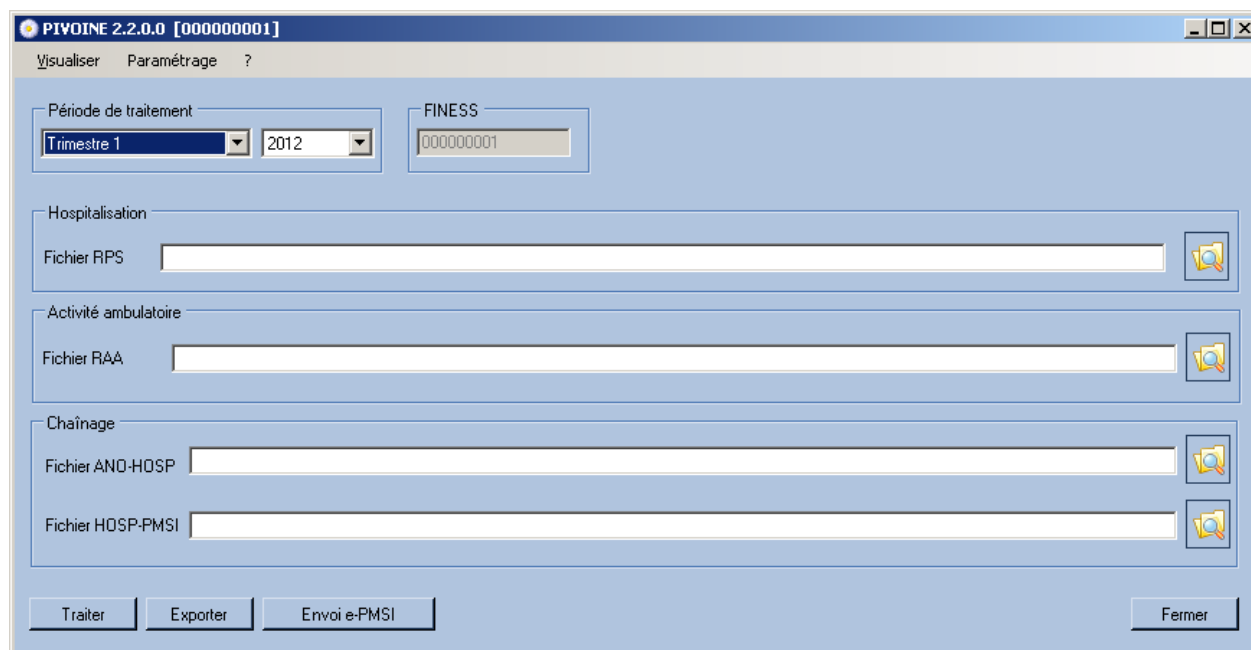 PIVOINE 2.2.0.0 [000000001]
Visualiser Paramétrage ?
Période de traitement FINESS
Trimestre 1 2012 000000001
Hospitalisation
Fichier RPS
Activité ambulatoire
Fichier RAA
Chaînage
Fichier ANO-HOSP
Fichier HOSP-PMSI
Traiter Exporter Envoi e-PMSI Fermer